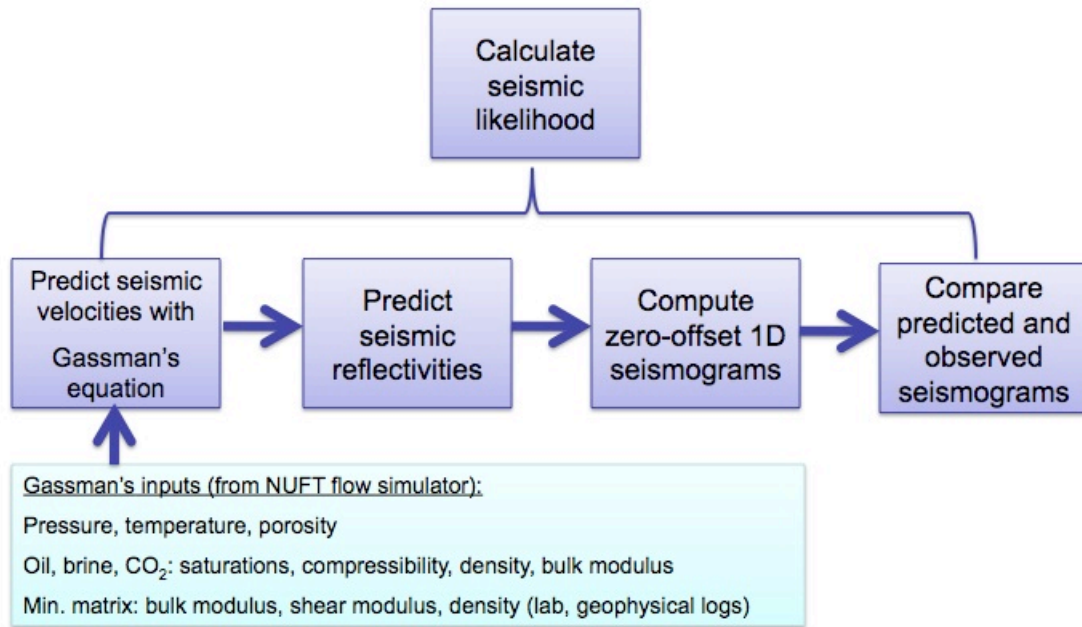 Calculate
seismic
likelihood
Predict seismic
velocities with
Gassman's
equation
Predict
seismic
reflectivities
Compute
zero-offset 1D
seismograms
Compare
predicted and
observed
seismograms
Gassman's inputs (from NUFT flow simulator):
Pressure, temperature, porosity
Oil, brine, CO₂: saturations, compressibility, density, bulk modulus
Min. matrix: bulk modulus, shear modulus, density (lab, geophysical logs)